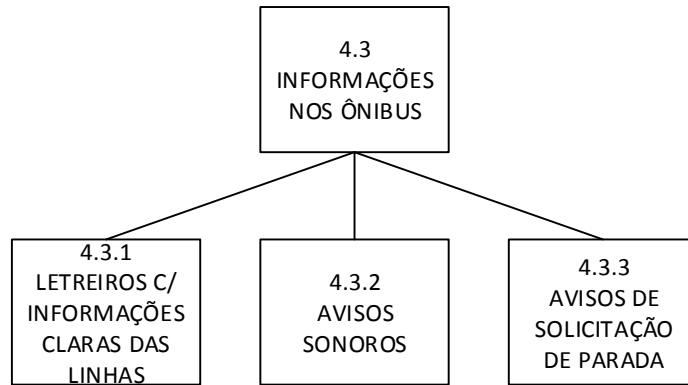 4.3
INFORMAÇÕES
NOS ÔNIBUS
4.3.1
LETREIROS C/
INFORMAÇÕES
CLARAS DAS
LINHAS
4.3.2
AVISOS
SONOROS
4.3.3
AVISOS DE
SOLICITAÇÃO
DE PARADA